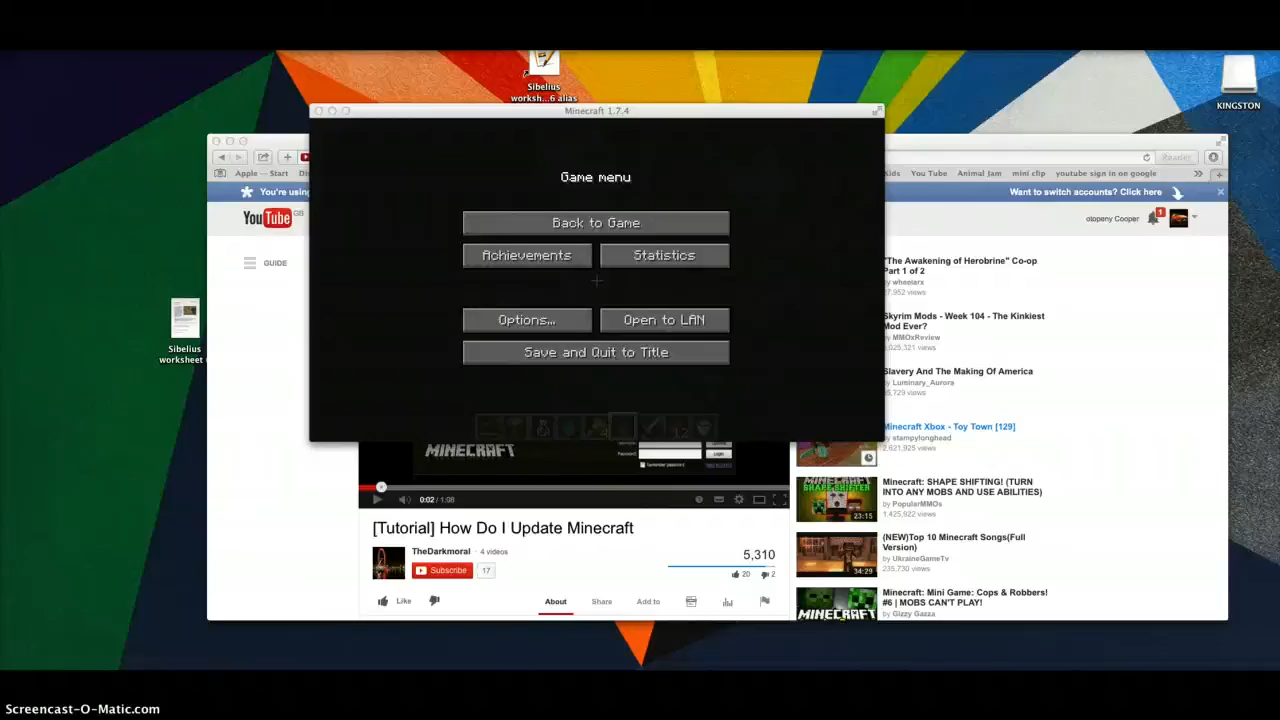 Sibelius
worksh...6 alias
KINGSTON
Minecraft 1.7.4
Game menu
Back to Game
Achievements
Statistics
Options...
Open to LAN
Save and Quit to Title
Reader
Apple
Start
You Tube
Animal Jam
mini clip
youtube sign in on google
You're using
Want to switch accounts? Click here
YouTube GB
otopeny Cooper
1
GUIDE
Sibelius
worksheet
"The Awakening of Herobrine" Co-op
Part 1 of 2
by wheelarx
Skyrim Mods - Week 104 - The Kinkiest
Mod Ever?
by MMOxReview
Slavery And The Making Of America
by Luminary_Aurora
Minecraft Xbox - Toy Town [129]
by stampylonghead
2,621,925 views
Minecraft: SHAPE SHIFTING! (TURN
INTO ANY MOBS AND USE ABILITIES)
by PopularMMOs
1,425,922 views
SHAPE
SHIFTER
23:15
(NEW)Top 10 Minecraft Songs(Full
Version)
by UkraineGameTv
235,730 views
34:29
Minecraft: Mini Game: Cops & Robbers!
#6 | MOBS CAN'T PLAY!
by Gizzy Gazza
MINECRAFT
MINECRAFT
0:02 / 1:08
[Tutorial] How Do I Update Minecraft
TheDarkmoral · 4 videos
Subscribe
17
5,310
20
2
Like
About
Share
Add to
Screencast-O-Matic.com